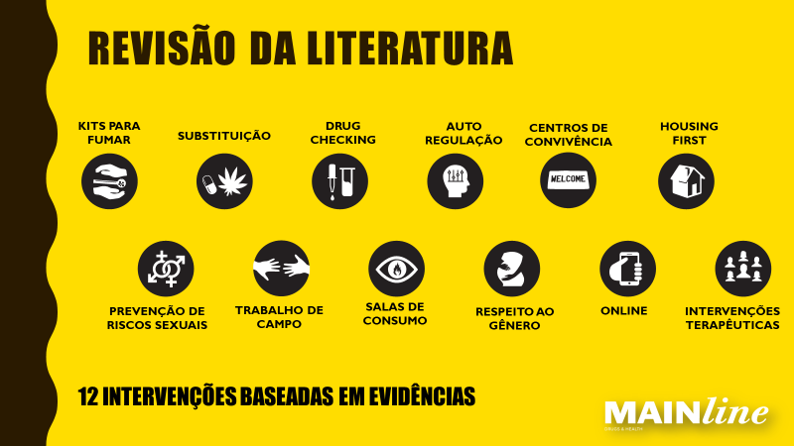 REVISÃO DA LITERATURA
KITS PARA
FUMAR
SUBSTITUIÇÃO
DRUG
CHECKING
AUTO
REGULAÇÃO
CENTROS DE
CONVIVÊNCIA
HOUSING
FIRST
WELCOME
PREVENÇÃO DE
RISCOS SEXUAIS
TRABALHO DE
CAMPO
SALAS DE
CONSUMO
RESPEITO AO
GÊNERO
ONLINE
INTERVENÇÕES
TERAPÊUTICAS
12 INTERVENÇÕES BASEADAS EM EVIDÊNCIAS
MAINline
DRUGS & HEALTH